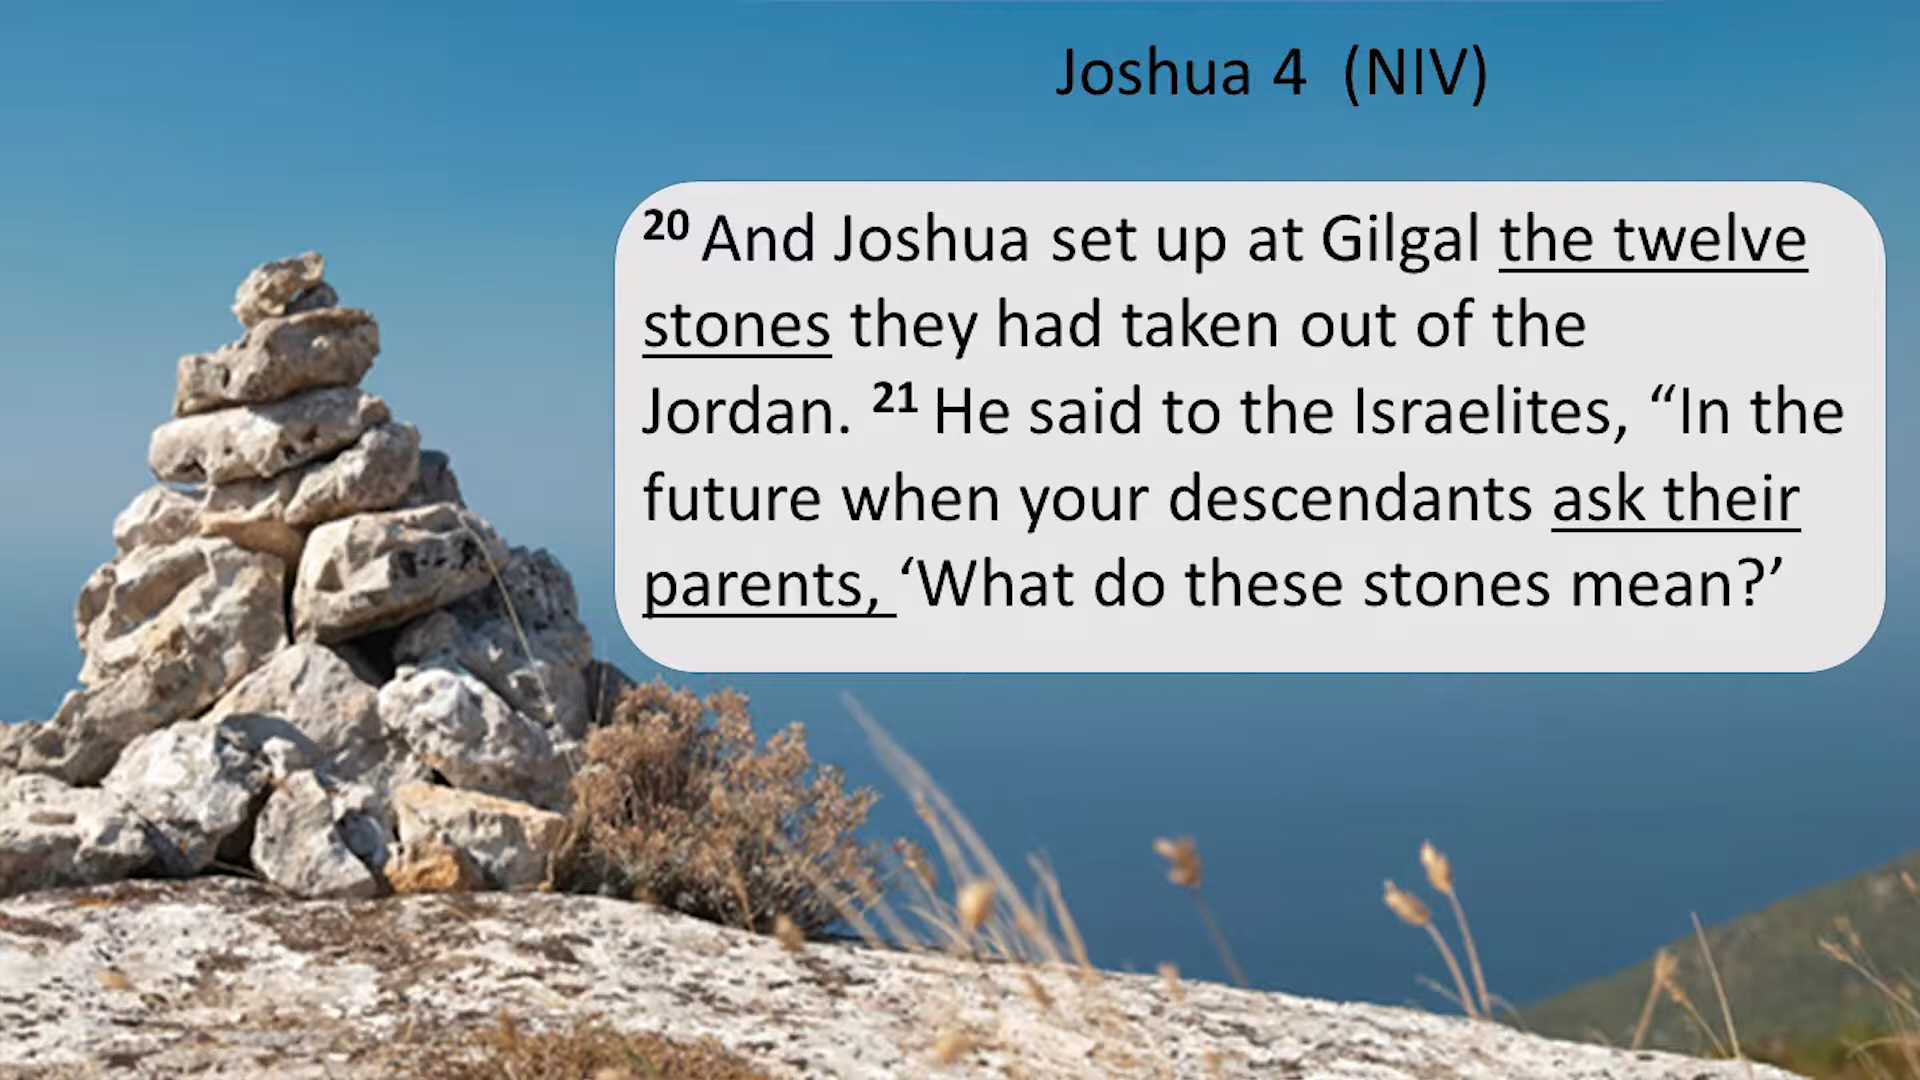 Joshua 4 (NIV)
20 And Joshua set up at Gilgal the twelve
stones they had taken out of the
Jordan. 21 He said to the Israelites, “In the
future when your descendants ask their
parents, ‘What do these stones mean?’